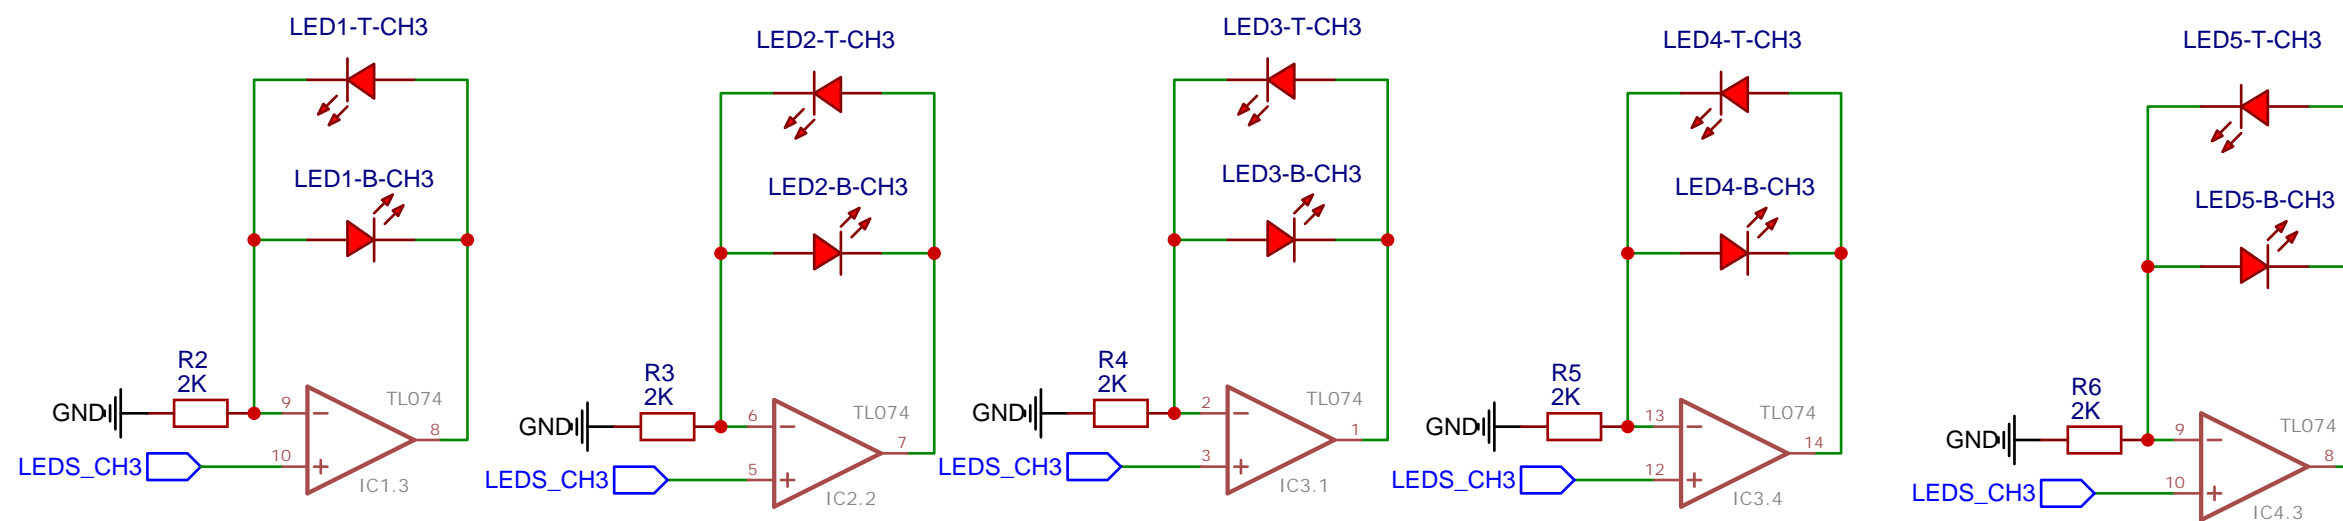 LED1-T-CH3
LED1-B-CH3
R2
2K
GND
9
TL074
8
LEDS_CH3
10
IC1.3
LED2-T-CH3
LED2-B-CH3
R3
2K
GND
6
TL074
7
LEDS_CH3
5
IC2.2
LED3-T-CH3
LED3-B-CH3
R4
2K
GND
2
TL074
1
LEDS_CH3
3
IC3.1
LED4-T-CH3
LED4-B-CH3
R5
2K
GND
13
TL074
14
LEDS_CH3
12
IC3.4
LED5-T-CH3
LED5-B-CH3
R6
2K
GND
9
TL074
8
LEDS_CH3
10
IC4.3